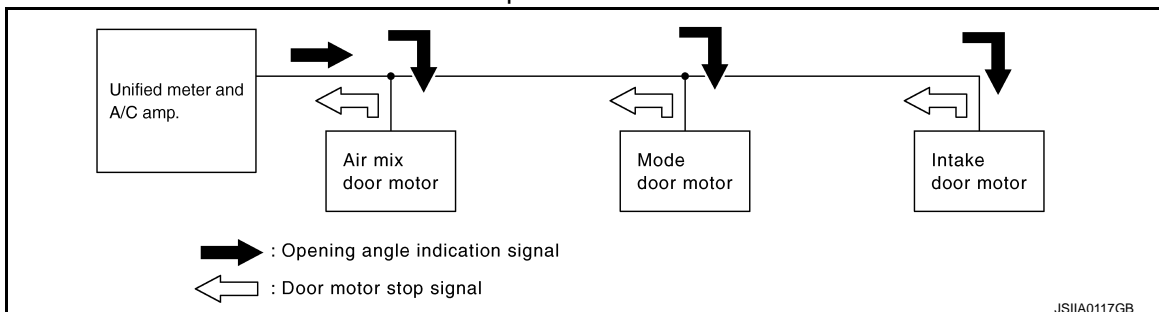 Unified meter and
A/C amp.
Air mix
door motor
Mode
door motor
Intake
door motor
: Opening angle indication signal
: Door motor stop signal
JSIIA0117GB